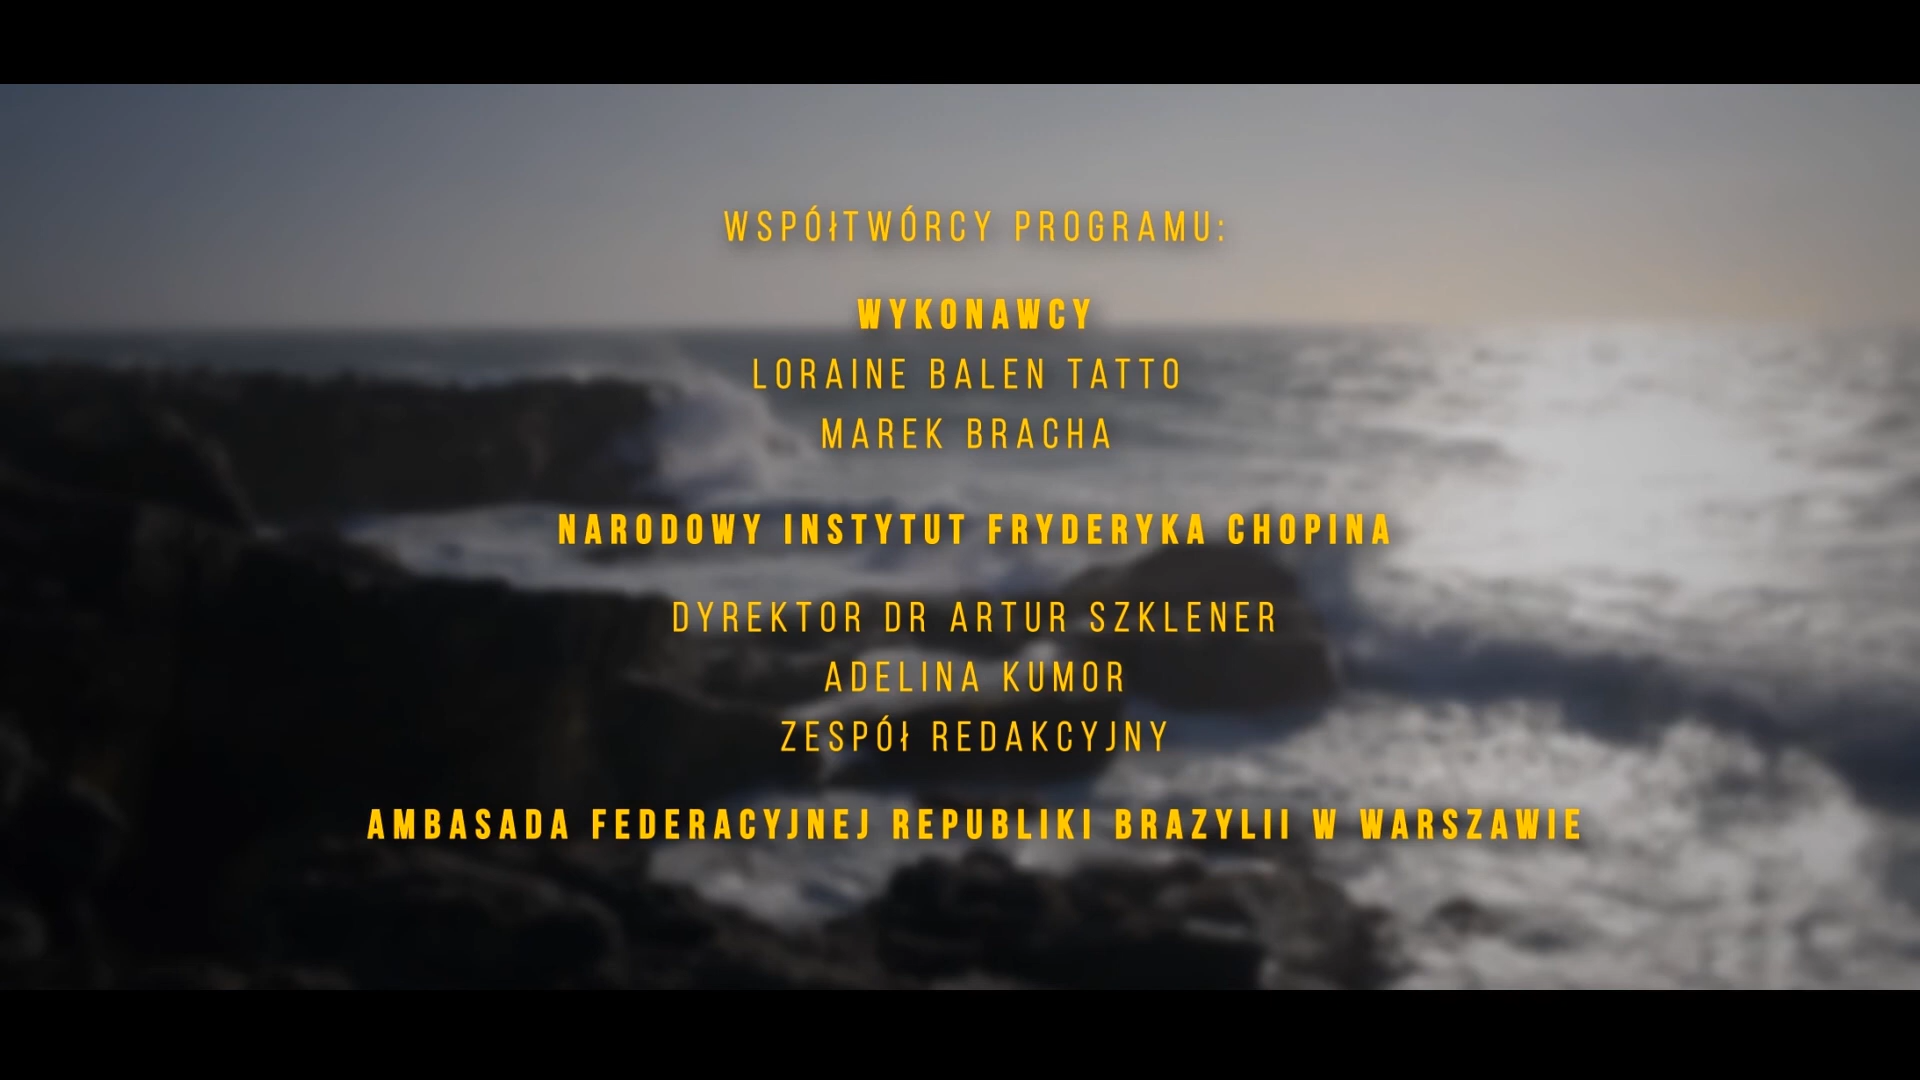 WSPÓłTWÓRCY PROGRAMU:
WYKONAWCY
LORAINE BALEN TATTO
MAREK BRACHA
NARODOWY INSTYTUT FRYDERYKA CHOPINA
DYREKTOR DR ARTUR SZKLENER
ADELINA KUMOR
ZESPÓł REDAKCYJNY
AMBASADA FEDERACYJNEJ REPUBLIKI BRAZYLII W WARSZAWIE